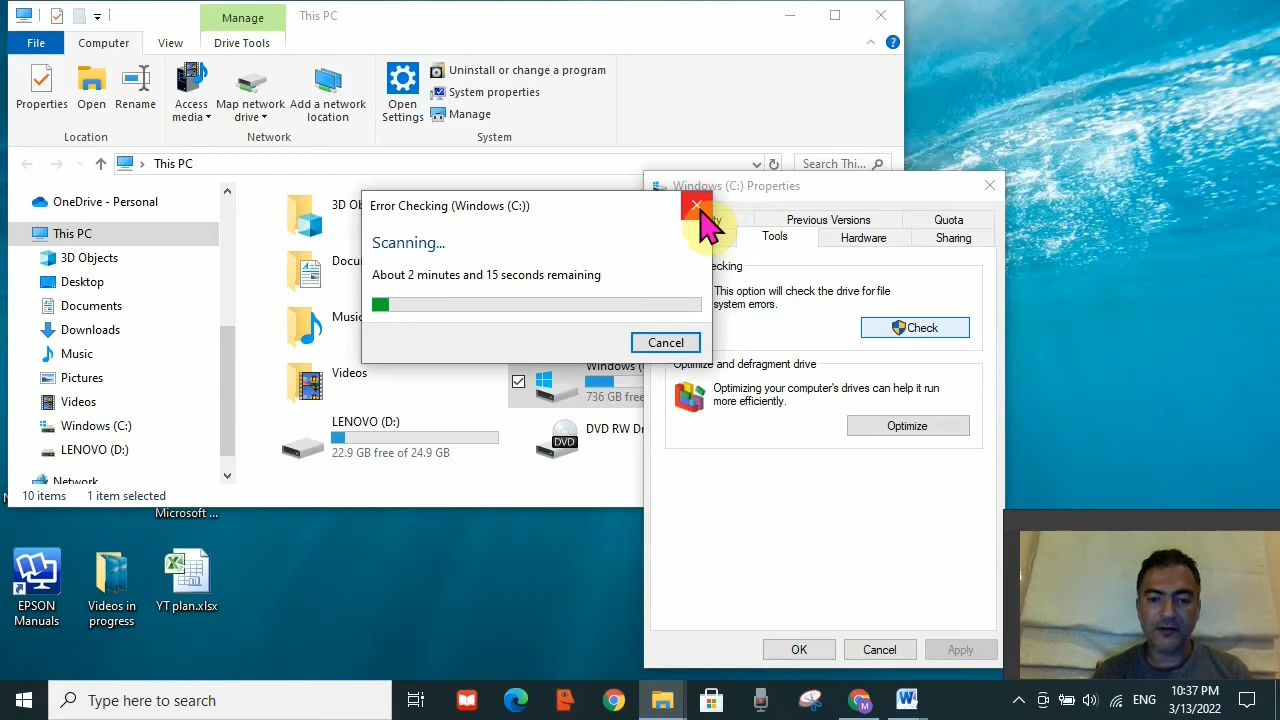 Manage
This PC
File
Computer
View
Drive Tools
Properties
Open
Rename
Access
media
Map network
drive
Add a network
location
Open
Settings
Uninstall or change a program
System properties
Manage
Location
Network
System
This PC
Search Thi...
OneDrive - Personal
This PC
3D Objects
Desktop
Documents
Downloads
Music
Pictures
Videos
Windows (C:)
LENOVO (D:)
Network
3D
Docu
Music
Videos
LENOVO (D:)
22.9 GB free of 24.9 GB
Windows (
736 GB free
DVD RW Dr
DVD
10 items
1 item selected
Error Checking (Windows (C:))
Scanning...
About 2 minutes and 15 seconds remaining
Cancel
Windows (C:) Properties
Previous Versions
Quota
Tools
Hardware
Sharing
This option will check the drive for file
system errors.
Check
Optimize and defragment drive
Optimizing your computer's drives can help it run
more efficiently.
Optimize
OK
Cancel
Apply
Microsoft ...
EPSON
Manuals
Videos in
progress
YT plan.xlsx
Type here to search
ENG
10:37 PM
3/13/2022